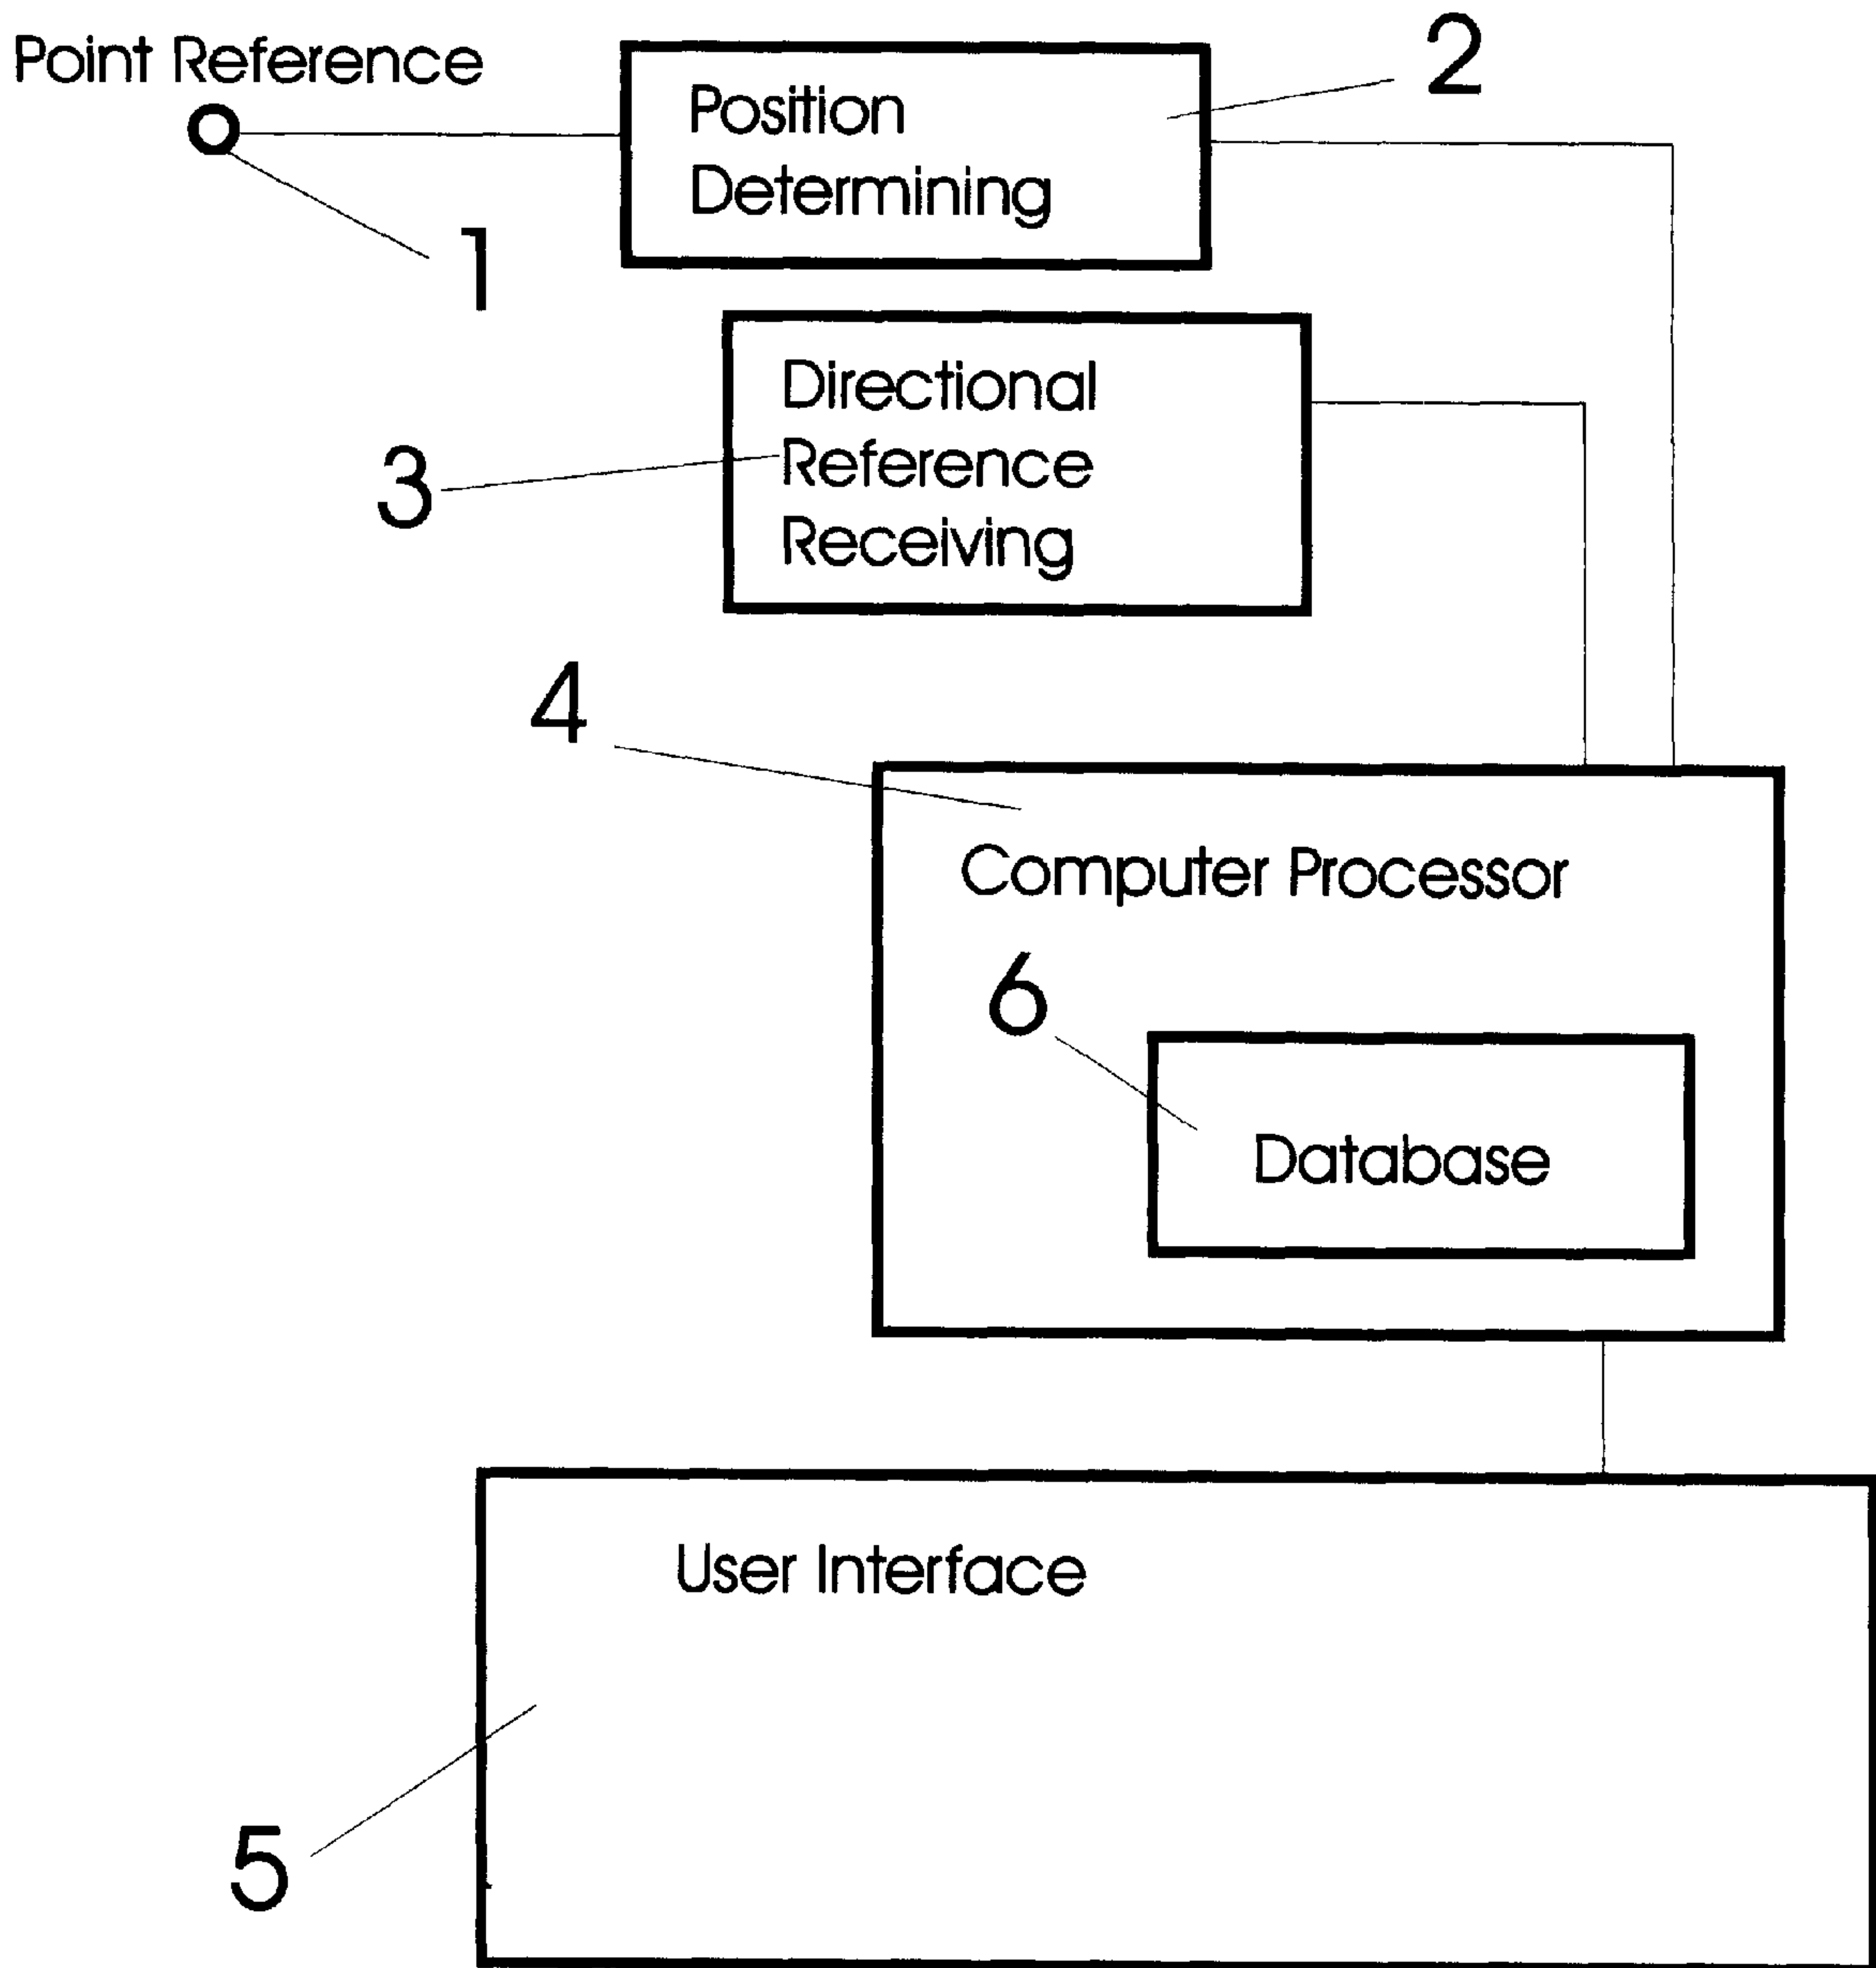 Point Reference
2
Position
Determining
1
Directional
Reference
Receiving
3
4
Computer Processor
6
Database
User Interface
5